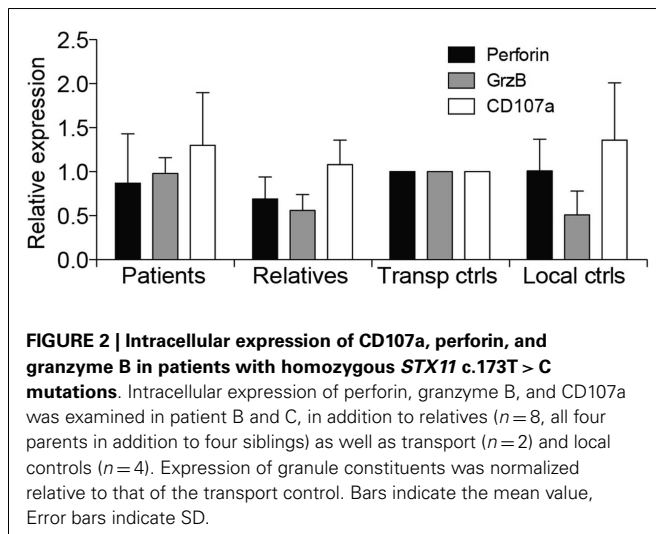 2.5
2.0
1.5
1.0
0.5
0.0
Relative expression
Perforin
GrzB
CD107a
Patients Relatives Transp ctrls Local ctrls
FIGURE 2 | Intracellular expression of CD107a, perforin, and
granzyme B in patients with homozygous STX11 c.173T > C
mutations. Intracellular expression of perforin, granzyme B, and CD107a
was examined in patient B and C, in addition to relatives (n = 8, all four
parents in addition to four siblings) as well as transport (n = 2) and local
controls (n = 4). Expression of granule constituents was normalized
relative to that of the transport control. Bars indicate the mean value,
Error bars indicate SD.